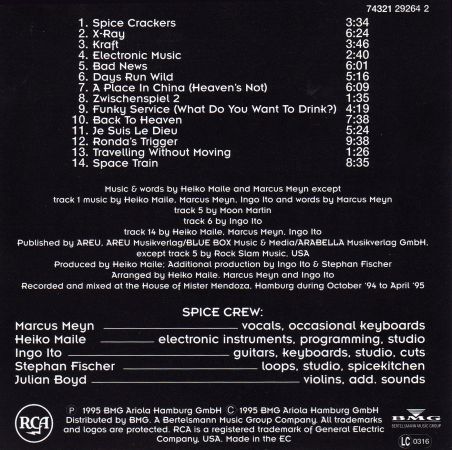 74321 29264 2
1. Spice Crackers 3:34
2. X-Ray 6:24
3. Kraft 3:46
4. Electronic Music 2:40
5. Bad News 6:01
6. Days Run Wild 5:16
7. A Place In China (Heaven's Not) 6:09
8. Zwischenspiel 2 1:35
9. Funky Service (What Do You Want To Drink?) 4:19
10. Back To Heaven 7:38
11. Je Suis Le Dieu 5:24
12. Ronda's Trigger 9:38
13. Travelling Without Moving 1:26
14. Space Train 8:35
Music & words by Heiko Maile and Marcus Meyn except
track 1 music by Heiko Maile, Marcus Meyn, Ingo Ito and words by Marcus Meyn
track 5 by Moon Martin
track 6 by Ingo Ito
track 14 by Heiko Maile, Marcus Meyn, Ingo Ito
Published by AREU, AREU Musikverlag/BLUE BOX Music & Media/ARABELLA Musikverlag GmbH,
except track 5 by Rock Slam Music, USA
Produced by Heiko Maile; Additional production by Ingo Ito & Stephan Fischer
Arranged by Heiko Maile, Marcus Meyn and Ingo Ito
Recorded and mixed at the House of Mister Mendoza, Hamburg during October '94 to April '95
SPICE CREW:
Marcus Meyn vocals, occasional keyboards
Heiko Maile electronic instruments, programming, studio
Ingo Ito guitars, keyboards, studio, cuts
Stephan Fischer loops, studio, spicekitchen
Julian Boyd violins, add. sounds
RCA
℗ 1995 BMG Ariola Hamburg GmbH © 1995 BMG Ariola Hamburg GmbH
Distributed by BMG. A Bertelsmann Music Group Company. All trademarks
and logos are protected. RCA is a registered trademark of General Electric
Company, USA. Made in the EC
BMG
BERTELSMANN MUSIC GROUP
LC 0316